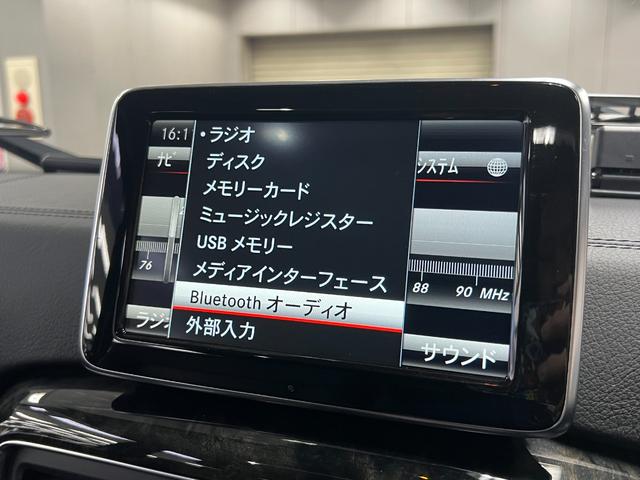 16:1
・ラジオ
ナビ
ディスク
システム
メモリーカード
ミュージックレジスター
USB メモリー
メディアインターフェース
76
88
90 MHz
Bluetooth オーディオ
ラジ
外部入力
サウンド